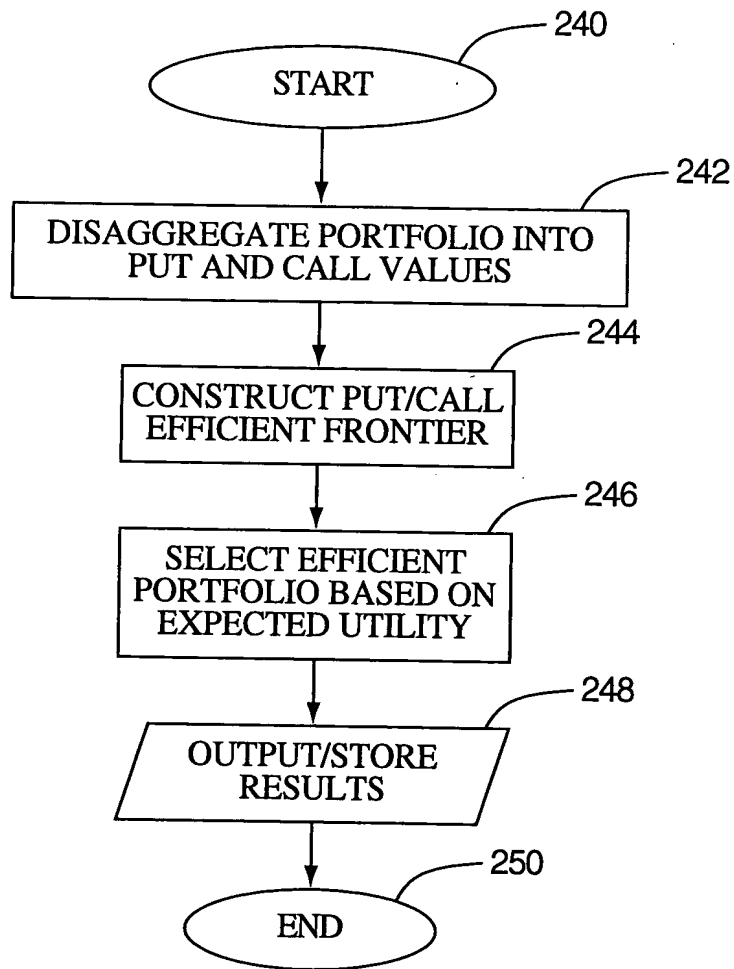 240
START
242
DISAGGREGATE PORTFOLIO INTO
PUT AND CALL VALUES
244
CONSTRUCT PUT/CALL
EFFICIENT FRONTIER
246
SELECT EFFICIENT
PORTFOLIO BASED ON
EXPECTED UTILITY
248
OUTPUT/STORE
RESULTS
250
END